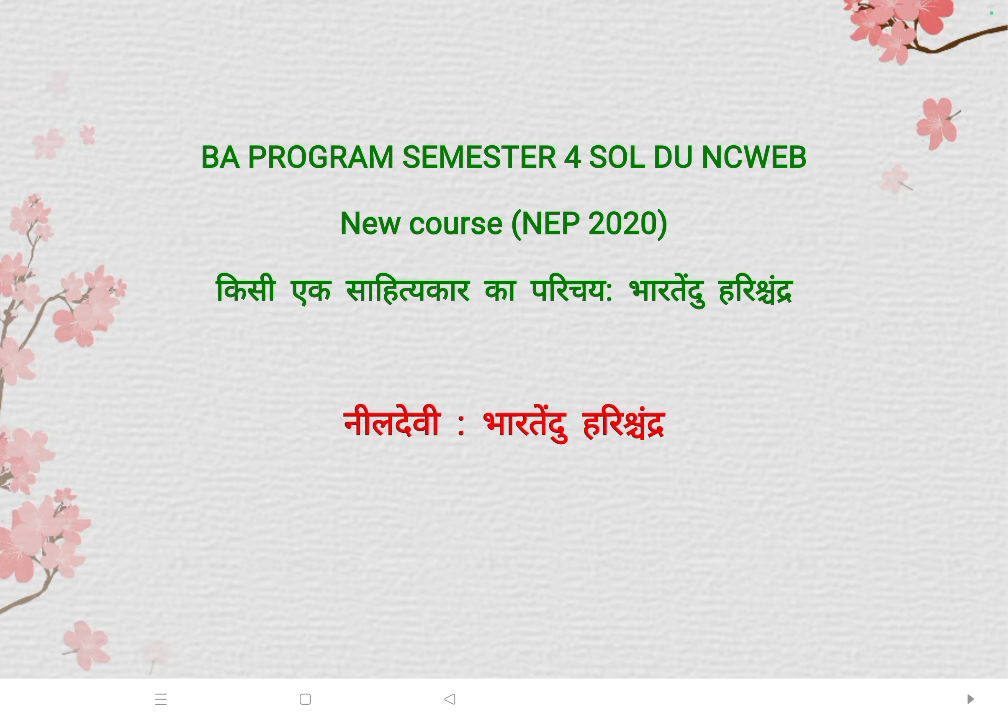 BA PROGRAM SEMESTER 4 SOL DU NCWEB
New course (NEP 2020)
किसी एक साहित्यकार का परिचय: भारतेंदु हरिश्चंद्र
नीलदेवी : भारतेंदु हरिश्चंद्र